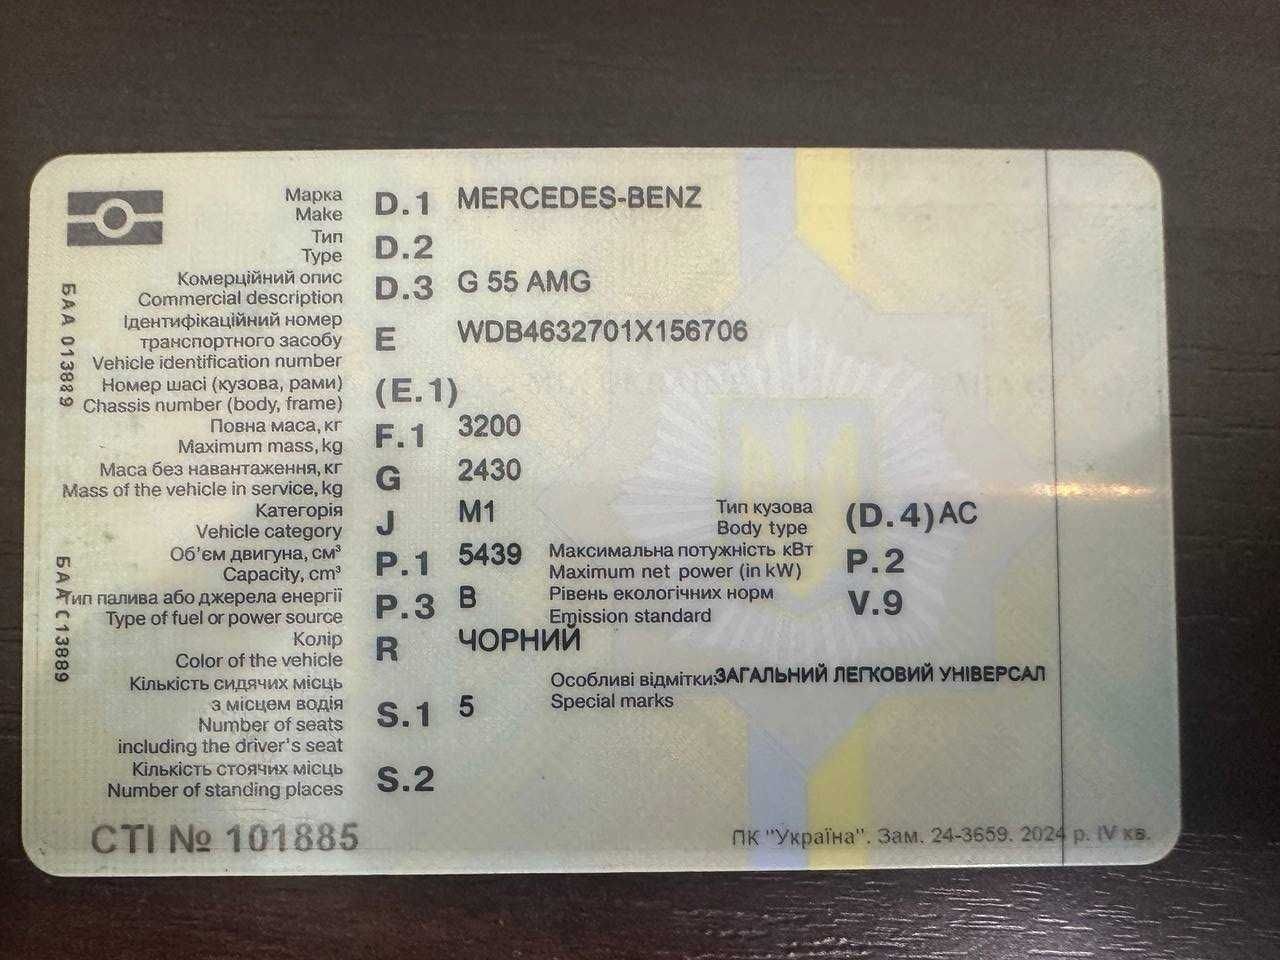 Марка D.1 MERCEDES-BENZ
Make
Тип D.2
Type
Комерційний опис D.3 G 55 AMG
Commercial description
Ідентифікаційний номер
транспортного засобу E WDB4632701X156706
Vehicle identification number
Номер шасі (кузова, рами) (E.1)
Chassis number (body, frame)
Повна маса, кг F.1 3200
Maximum mass, kg
Маса без навантаження, кг G 2430
Mass of the vehicle in service, kg
Категорія J M1 Тип кузова (D.4) AC
Vehicle category Body type
Об'єм двигуна, см³ P.1 5439 Максимальна потужність кВт P.2
Capacity, cm³ Maximum net power (in kW)
Тип палива або джерела енергії P.3 B Рівень екологічних норм V.9
Type of fuel or power source Emission standard
Колір R ЧОРНИЙ
Color of the vehicle
Кількість сидячих місць Особливі відмітки: ЗАГАЛЬНИЙ ЛЕГКОВИЙ УНІВЕРСАЛ
з місцем водія S.1 5 Special marks
Number of seats
including the driver's seat
Кількість стоячих місць S.2
Number of standing places
CTI № 101885
ПК "Україна". Зам. 24-3659. 2024 р. IV кв.
БАА 013889